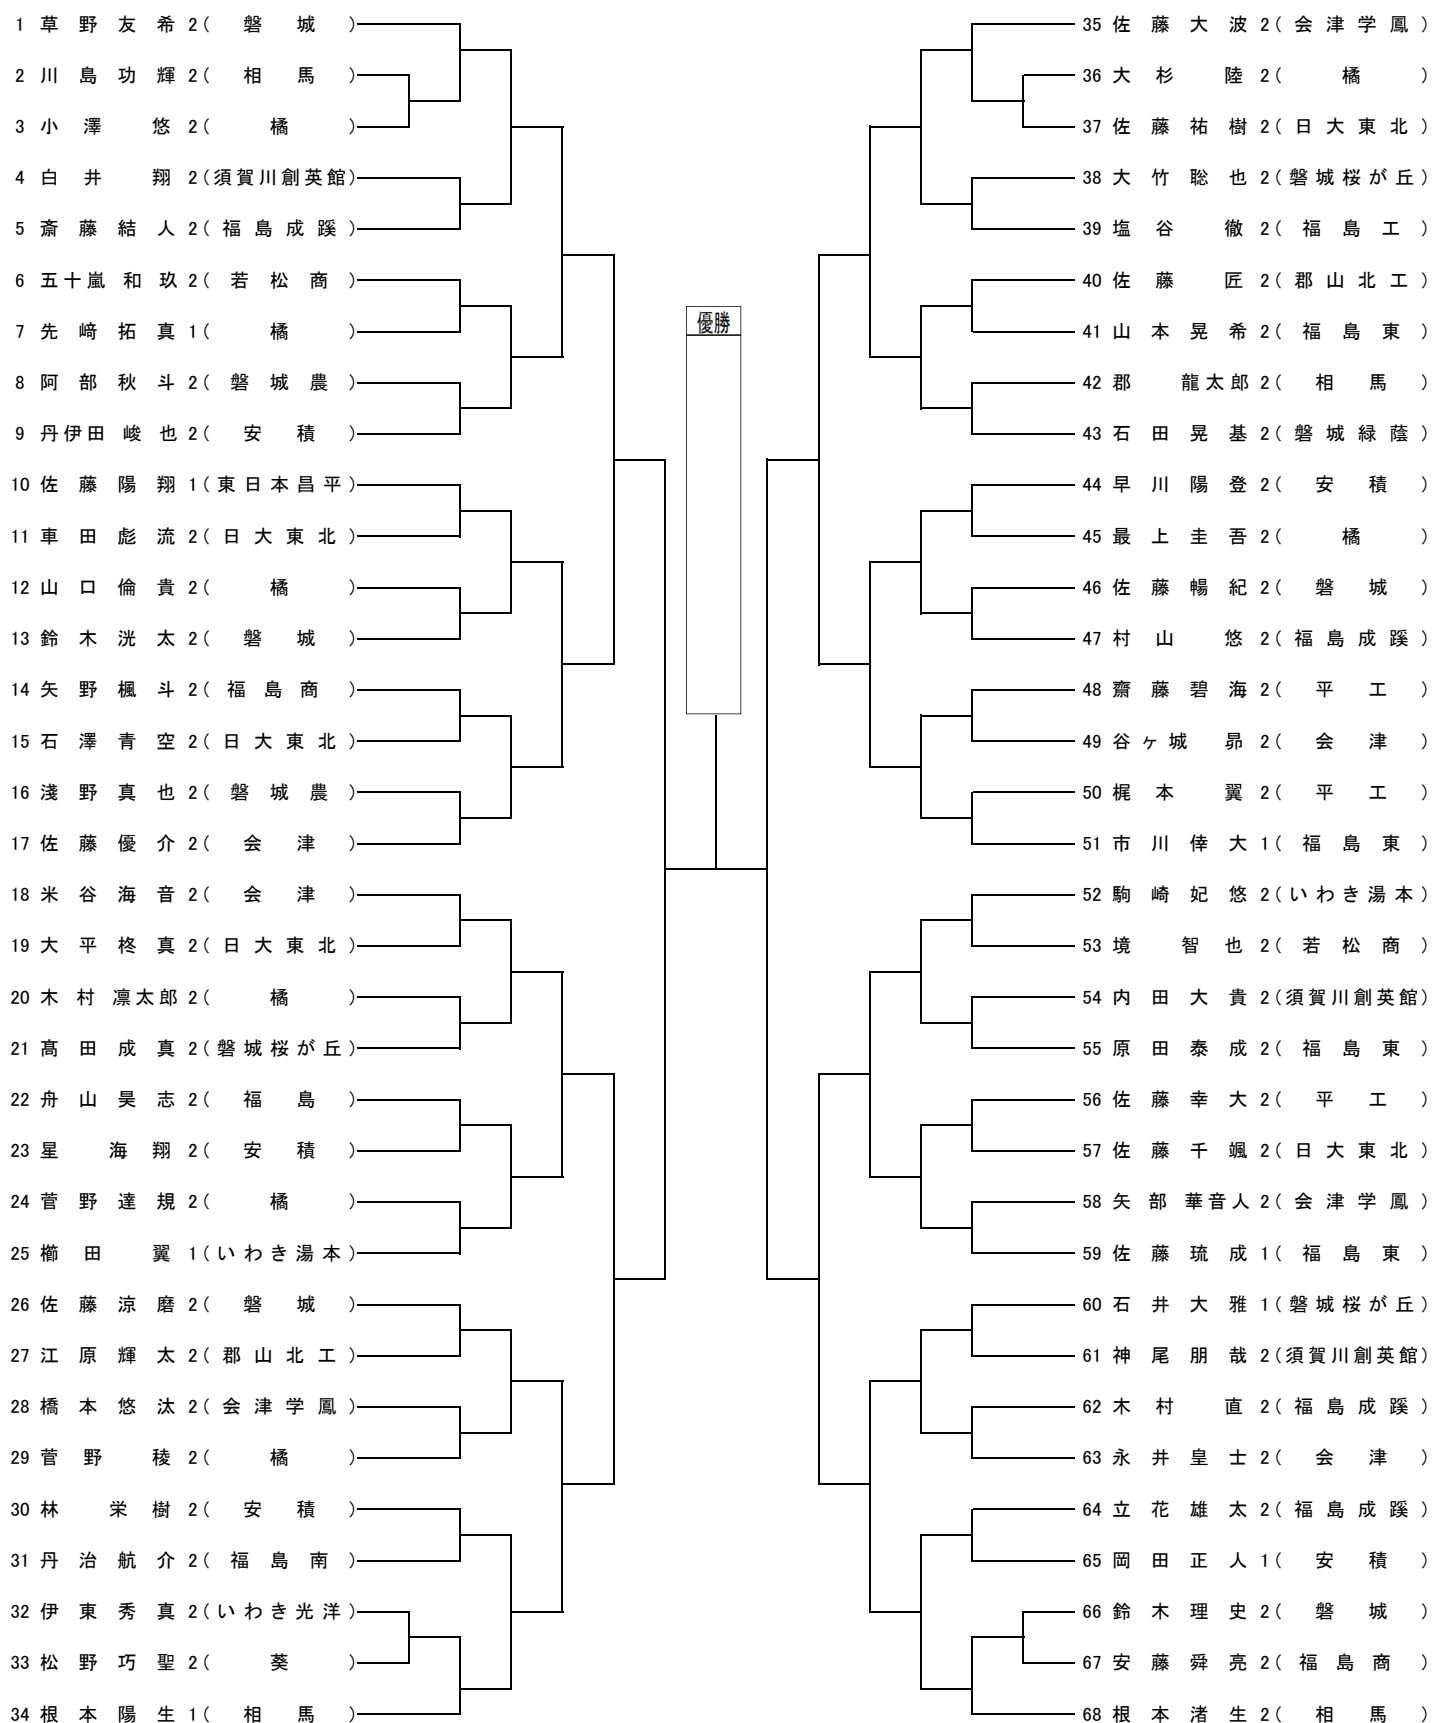 1 草野友希 2(磐城)
2 川島功輝 2(相馬)
3 小澤悠 2(橘)
4 白井翔 2(須賀川創英館)
5 斎藤結人 2(福島成蹊)
6 五十嵐和玖 2(若松商)
7 先﨑拓真 1(橘)
8 阿部秋斗 2(磐城農)
9 丹伊田峻也 2(安積)
10 佐藤陽翔 1(東日本昌平)
11 車田彪流 2(日大東北)
12 山口倫貴 2(橘)
13 鈴木洸太 2(磐城)
14 矢野楓斗 2(福島商)
15 石澤青空 2(日大東北)
16 淺野真也 2(磐城農)
17 佐藤優介 2(会津)
18 米谷海音 2(会津)
19 大平柊真 2(日大東北)
20 木村凛太郎 2(橘)
21 髙田成真 2(磐城桜が丘)
22 舟山昊志 2(福島)
23 星海翔 2(安積)
24 菅野達規 2(橘)
25 櫛田翼 1(いわき湯本)
26 佐藤涼磨 2(磐城)
27 江原輝太 2(郡山北工)
28 橋本悠汰 2(会津学鳳)
29 菅野稜 2(橘)
30 林栄樹 2(安積)
31 丹治航介 2(福島南)
32 伊東秀真 2(いわき光洋)
33 松野巧聖 2(葵)
34 根本陽生 1(相馬)
優勝
35 佐藤大波 2(会津学鳳)
36 大杉陸 2(橘)
37 佐藤祐樹 2(日大東北)
38 大竹聡也 2(磐城桜が丘)
39 塩谷徹 2(福島工)
40 佐藤匠 2(郡山北工)
41 山本晃希 2(福島東)
42 郡龍太郎 2(相馬)
43 石田晃基 2(磐城緑蔭)
44 早川陽登 2(安積)
45 最上圭吾 2(橘)
46 佐藤暢紀 2(磐城)
47 村山悠 2(福島成蹊)
48 齋藤碧海 2(平工)
49 谷ヶ城昴 2(会津)
50 梶本翼 2(平工)
51 市川倖大 1(福島東)
52 駒崎妃悠 2(いわき湯本)
53 境智也 2(若松商)
54 内田大貴 2(須賀川創英館)
55 原田泰成 2(福島東)
56 佐藤幸大 2(平工)
57 佐藤千颯 2(日大東北)
58 矢部華音人 2(会津学鳳)
59 佐藤琉成 1(福島東)
60 石井大雅 1(磐城桜が丘)
61 神尾朋哉 2(須賀川創英館)
62 木村直 2(福島成蹊)
63 永井皇士 2(会津)
64 立花雄太 2(福島成蹊)
65 岡田正人 1(安積)
66 鈴木理史 2(磐城)
67 安藤舜亮 2(福島商)
68 根本渚生 2(相馬)